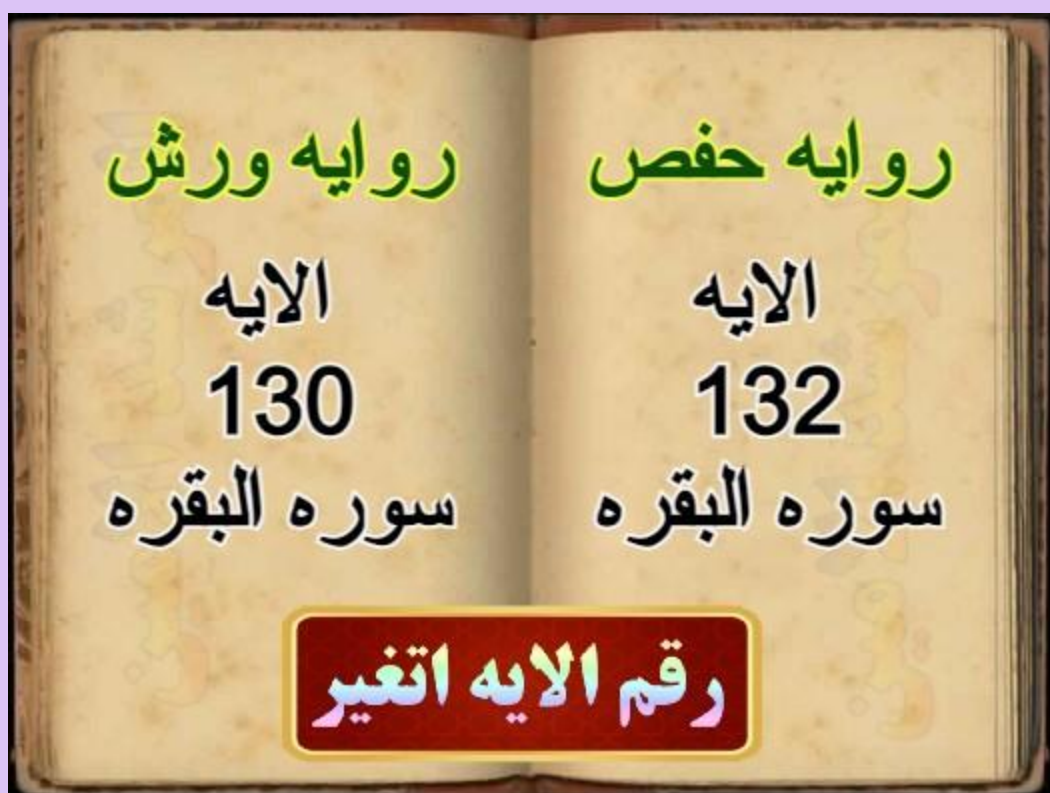 روايه حفص
الايه
132
سوره البقره
روايه ورش
الايه
130
سوره البقره
رقم الايه اتغير